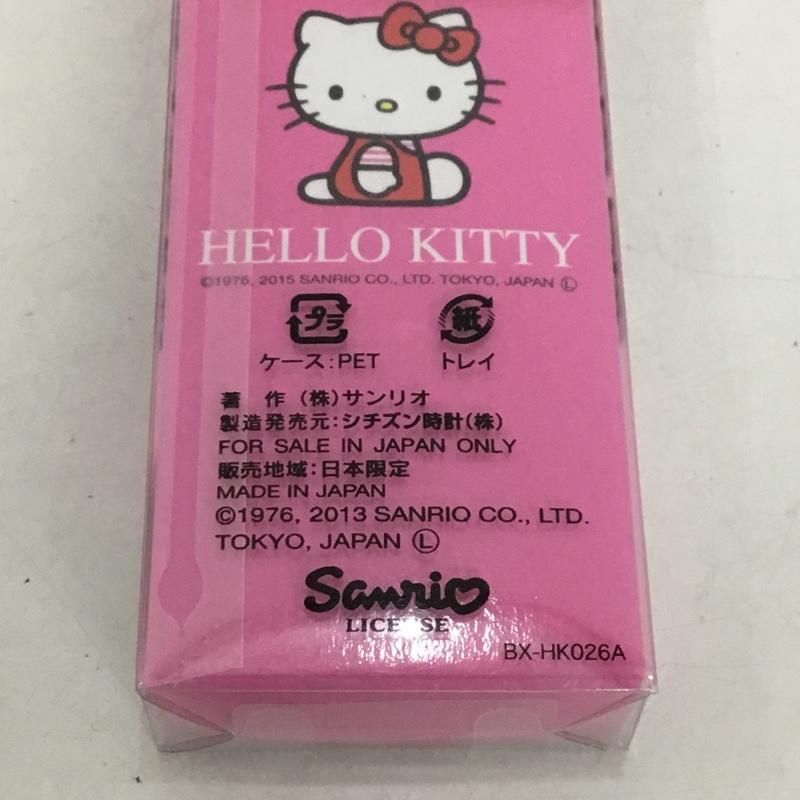 HELLO KITTY
©1976, 2015 SANRIO CO., LTD. TOKYO, JAPAN Ⓛ
プラ 紙
ケース:PET トレイ
著 作 (株)サンリオ
製造発売元:シチズン時計(株)
FOR SALE IN JAPAN ONLY
販売地域:日本限定
MADE IN JAPAN
©1976, 2013 SANRIO CO., LTD.
TOKYO, JAPAN Ⓛ
Sanrio
LICENSE
BX-HK026A